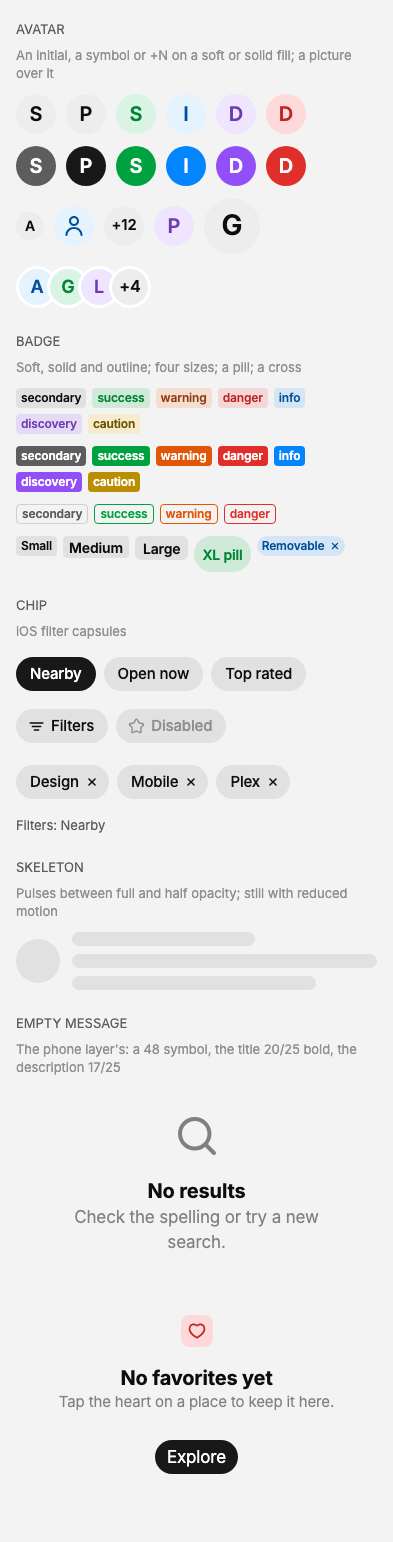 AVATAR
An initial, a symbol or +N on a soft or solid fill; a picture
over it
S P S I D D
S P S I D D
A +12 P G
A G L +4
BADGE
Soft, solid and outline; four sizes; a pill; a cross
secondary success warning danger info
discovery caution
secondary success warning danger info
discovery caution
secondary success warning danger
Small Medium Large XL pill Removable ×
CHIP
iOS filter capsules
Nearby Open now Top rated
Filters Disabled
Design × Mobile × Plex ×
Filters: Nearby
SKELETON
Pulses between full and half opacity; still with reduced
motion
EMPTY MESSAGE
The phone layer's: a 48 symbol, the title 20/25 bold, the
description 17/25
No results
Check the spelling or try a new
search.
No favorites yet
Tap the heart on a place to keep it here.
Explore